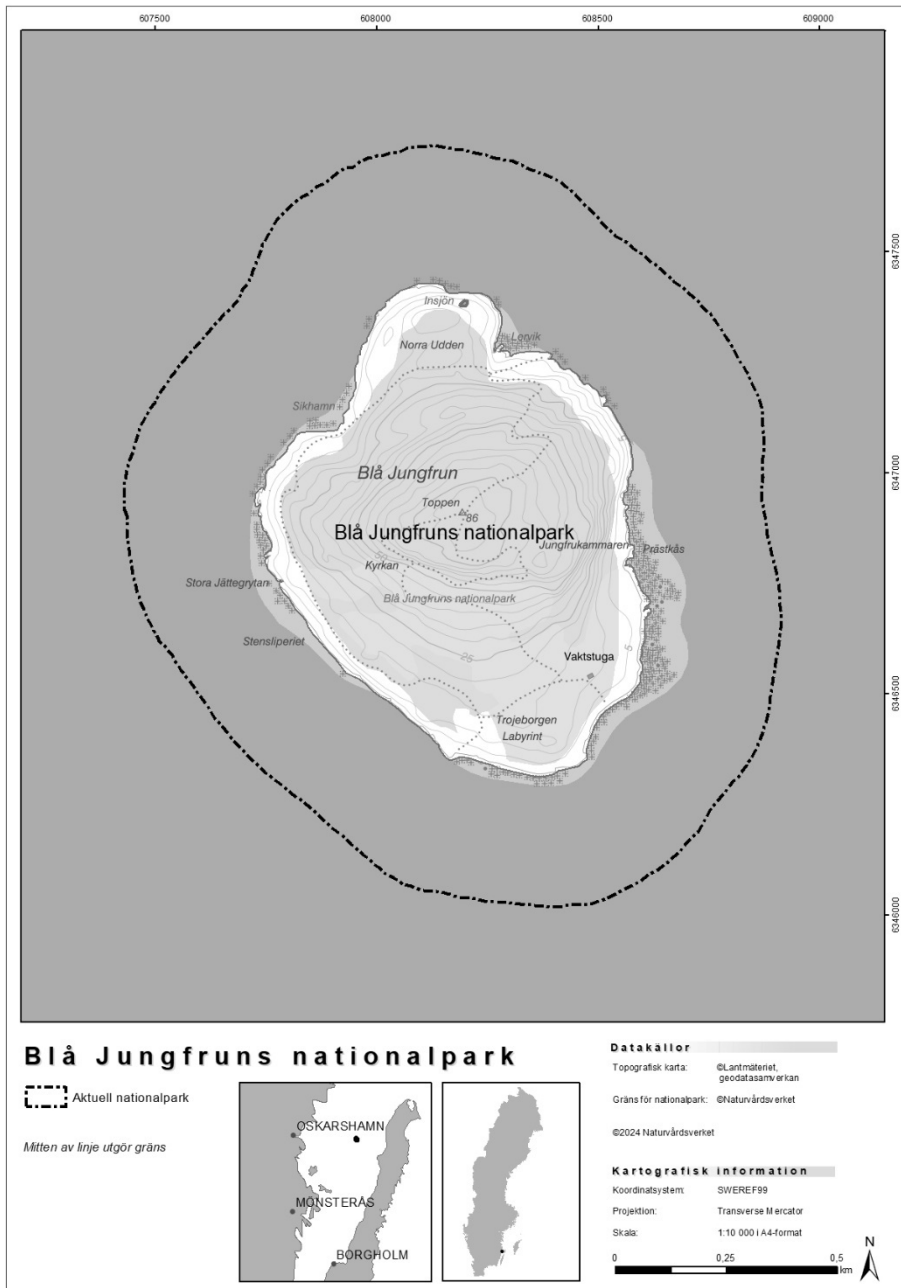 607500
608000
608500
609000
6347500
6347000
6346500
6346000
Insjön
Lervik
Norra Udden
Sikhamn
Blå Jungfrun
Toppen
86
Blå Jungfruns nationalpark
Jungfrukammaren
Prästkås
Kyrkan
Stora Jättegrytan
Blå Jungfruns nationalpark
Stensliperiet
25
5
Vaktstuga
Trojeborgen
Labyrint
Blå Jungfruns nationalpark
Aktuell nationalpark
Mitten av linje utgör gräns
OSKARSHAMN
MÖNSTERÅS
BORGHOLM
Datakällor
Topografisk karta: ©Lantmäteriet,
geodatasamverkan
Gräns för nationalpark: ©Naturvårdsverket
©2024 Naturvårdsverket
Kartografisk information
Koordinatsystem: SWEREF99
Projektion: Transverse Mercator
Skala: 1:10 000 i A4-format
0 0,25 0,5
km
N